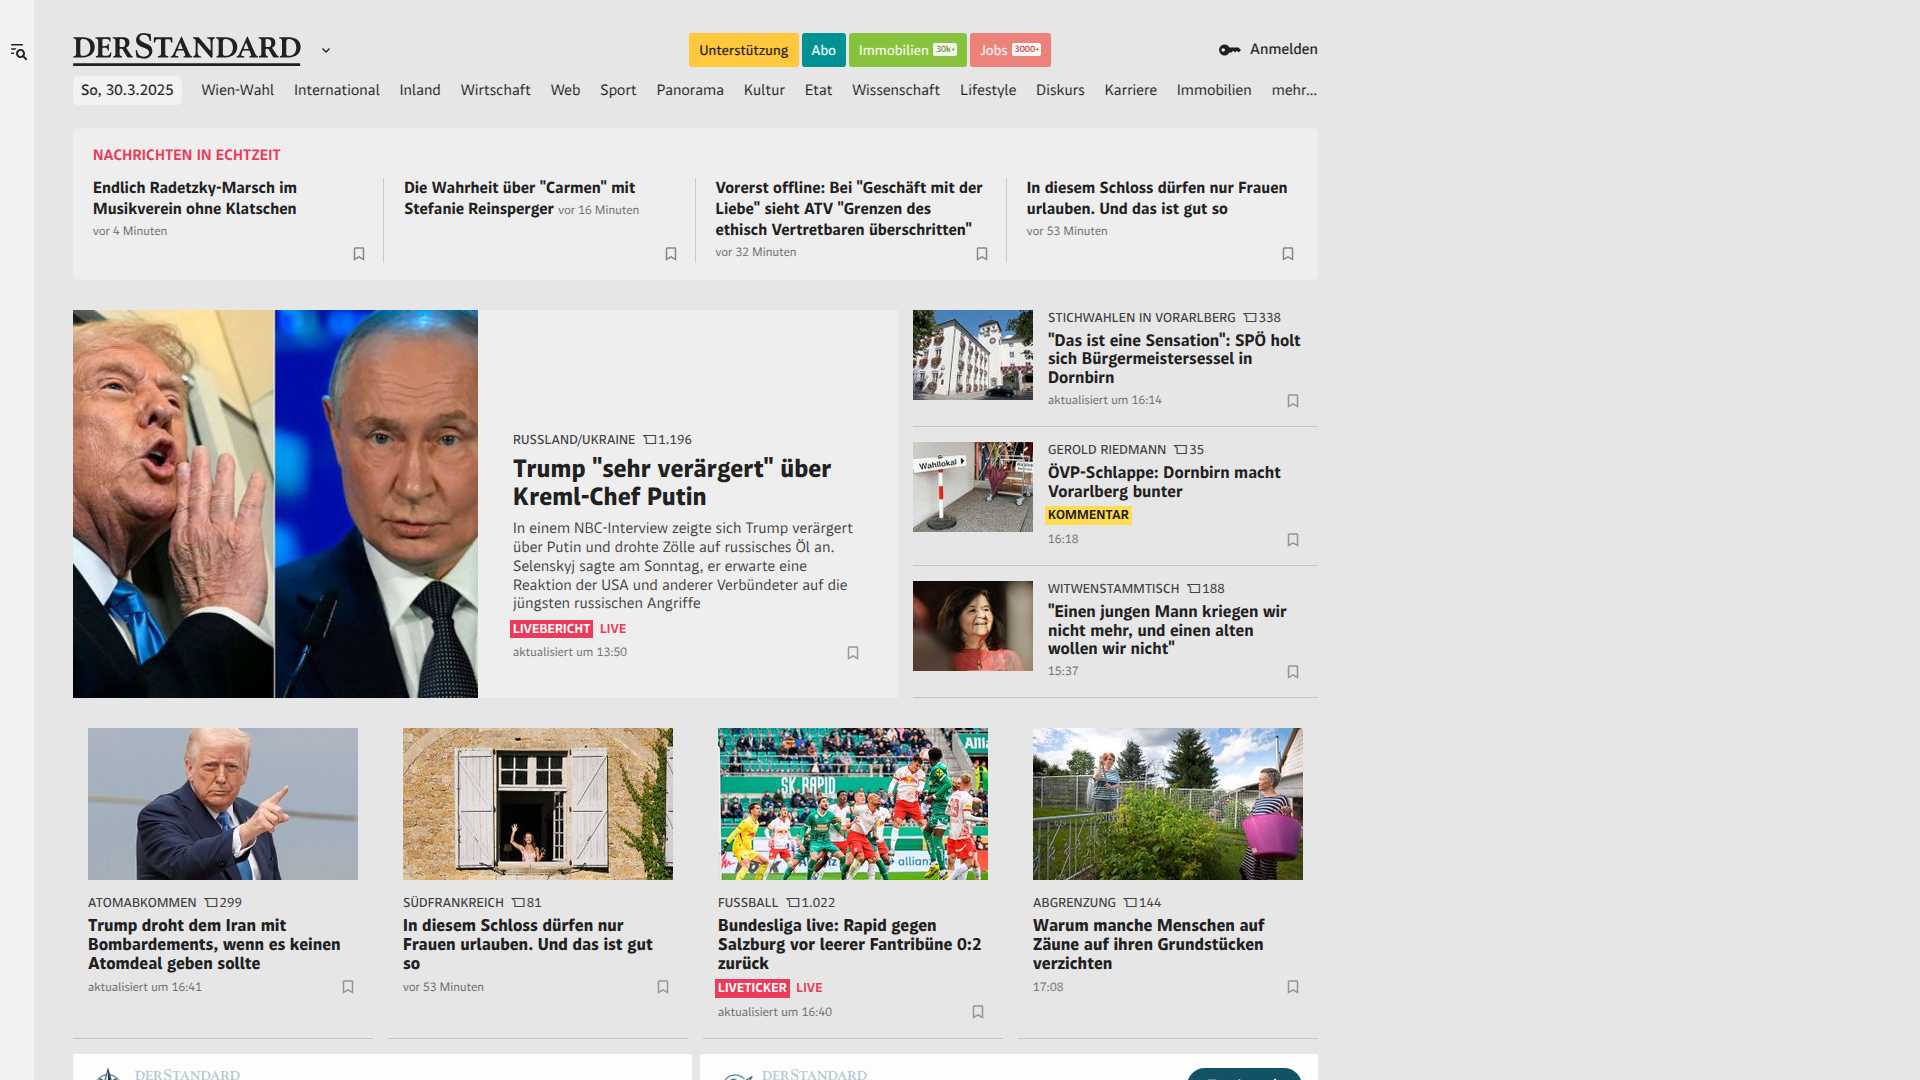 DERSTANDARD
Unterstützung
Abo
Immobilien 30k+
Jobs 3000+
Anmelden
So, 30.3.2025
Wien-Wahl
International
Inland
Wirtschaft
Web
Sport
Panorama
Kultur
Etat
Wissenschaft
Lifestyle
Diskurs
Karriere
Immobilien
mehr...
NACHRICHTEN IN ECHTZEIT
Endlich Radetzky-Marsch im
Musikverein ohne Klatschen
vor 4 Minuten
Die Wahrheit über "Carmen" mit
Stefanie Reinsperger vor 16 Minuten
Vorerst offline: Bei "Geschäft mit der
Liebe" sieht ATV "Grenzen des
ethisch Vertretbaren überschritten"
vor 32 Minuten
In diesem Schloss dürfen nur Frauen
urlauben. Und das ist gut so
vor 53 Minuten
RUSSLAND/UKRAINE 1.196
Trump "sehr verärgert" über
Kreml-Chef Putin
In einem NBC-Interview zeigte sich Trump verärgert
über Putin und drohte Zölle auf russisches Öl an.
Selenskyj sagte am Sonntag, er erwarte eine
Reaktion der USA und anderer Verbündeter auf die
jüngsten russischen Angriffe
LIVEBERICHT LIVE
aktualisiert um 13:50
STICHWAHLEN IN VORARLBERG 338
"Das ist eine Sensation": SPÖ holt
sich Bürgermeistersessel in
Dornbirn
aktualisiert um 16:14
Wahllokal
GEROLD RIEDMANN 35
ÖVP-Schlappe: Dornbirn macht
Vorarlberg bunter
KOMMENTAR
16:18
WITWENSTAMMTISCH 188
"Einen jungen Mann kriegen wir
nicht mehr, und einen alten
wollen wir nicht"
15:37
ATOMABKOMMEN 299
Trump droht dem Iran mit
Bombardements, wenn es keinen
Atomdeal geben sollte
aktualisiert um 16:41
SÜDFRANKREICH 81
In diesem Schloss dürfen nur
Frauen urlauben. Und das ist gut
so
vor 53 Minuten
SK RAPID
FUSSBALL 1.022
Bundesliga live: Rapid gegen
Salzburg vor leerer Fantribüne 0:2
zurück
LIVETICKER LIVE
aktualisiert um 16:40
ABGRENZUNG 144
Warum manche Menschen auf
Zäune auf ihren Grundstücken
verzichten
17:08
DERSTANDARD
DERSTANDARD